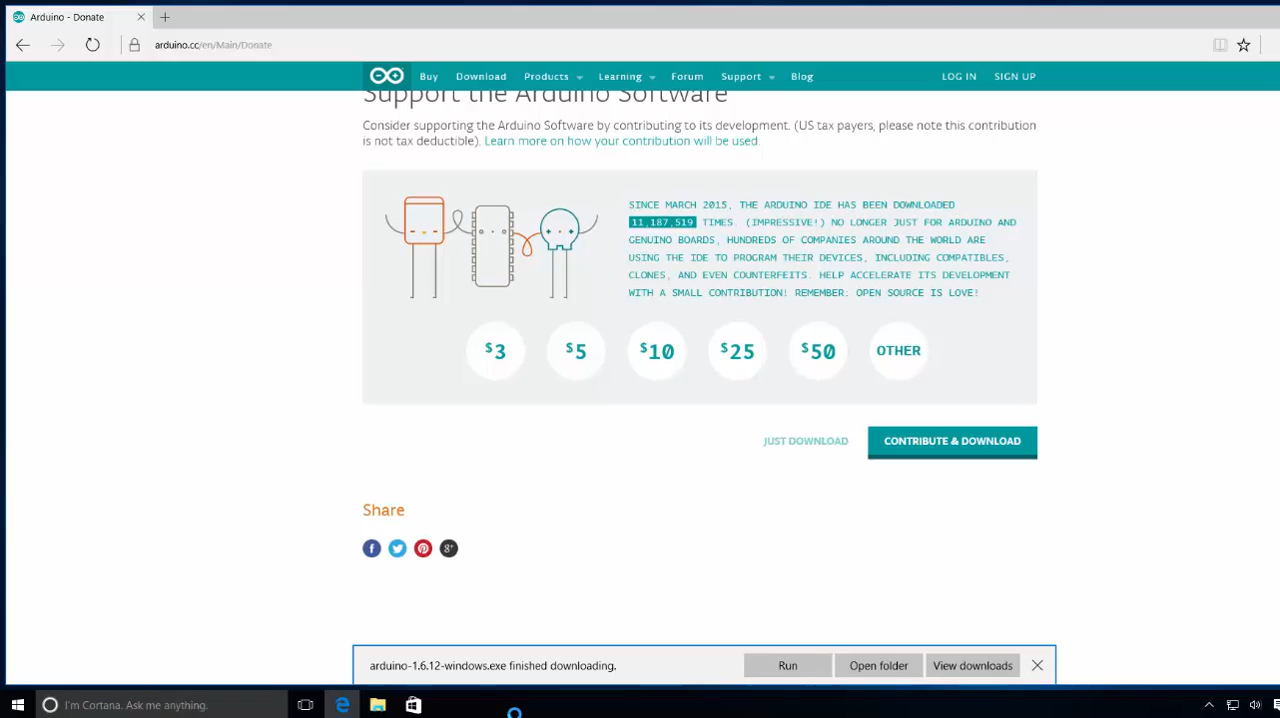 Arduino - Donate
arduino.cc/en/Main/Donate
Buy Download Products Learning Forum Support Blog LOG IN SIGN UP
Support the Arduino Software
Consider supporting the Arduino Software by contributing to its development. (US tax payers, please note this contribution
is not tax deductible). Learn more on how your contribution will be used.
SINCE MARCH 2015, THE ARDUINO IDE HAS BEEN DOWNLOADED
11,187,519 TIMES. (IMPRESSIVE!) NO LONGER JUST FOR ARDUINO AND
GENUINO BOARDS, HUNDREDS OF COMPANIES AROUND THE WORLD ARE
USING THE IDE TO PROGRAM THEIR DEVICES, INCLUDING COMPATIBLES,
CLONES, AND EVEN COUNTERFEITS. HELP ACCELERATE ITS DEVELOPMENT
WITH A SMALL CONTRIBUTION! REMEMBER: OPEN SOURCE IS LOVE!
$3 $5 $10 $25 $50 OTHER
JUST DOWNLOAD CONTRIBUTE & DOWNLOAD
Share
arduino-1.6.12-windows.exe finished downloading. Run Open folder View downloads
I'm Cortana. Ask me anything.